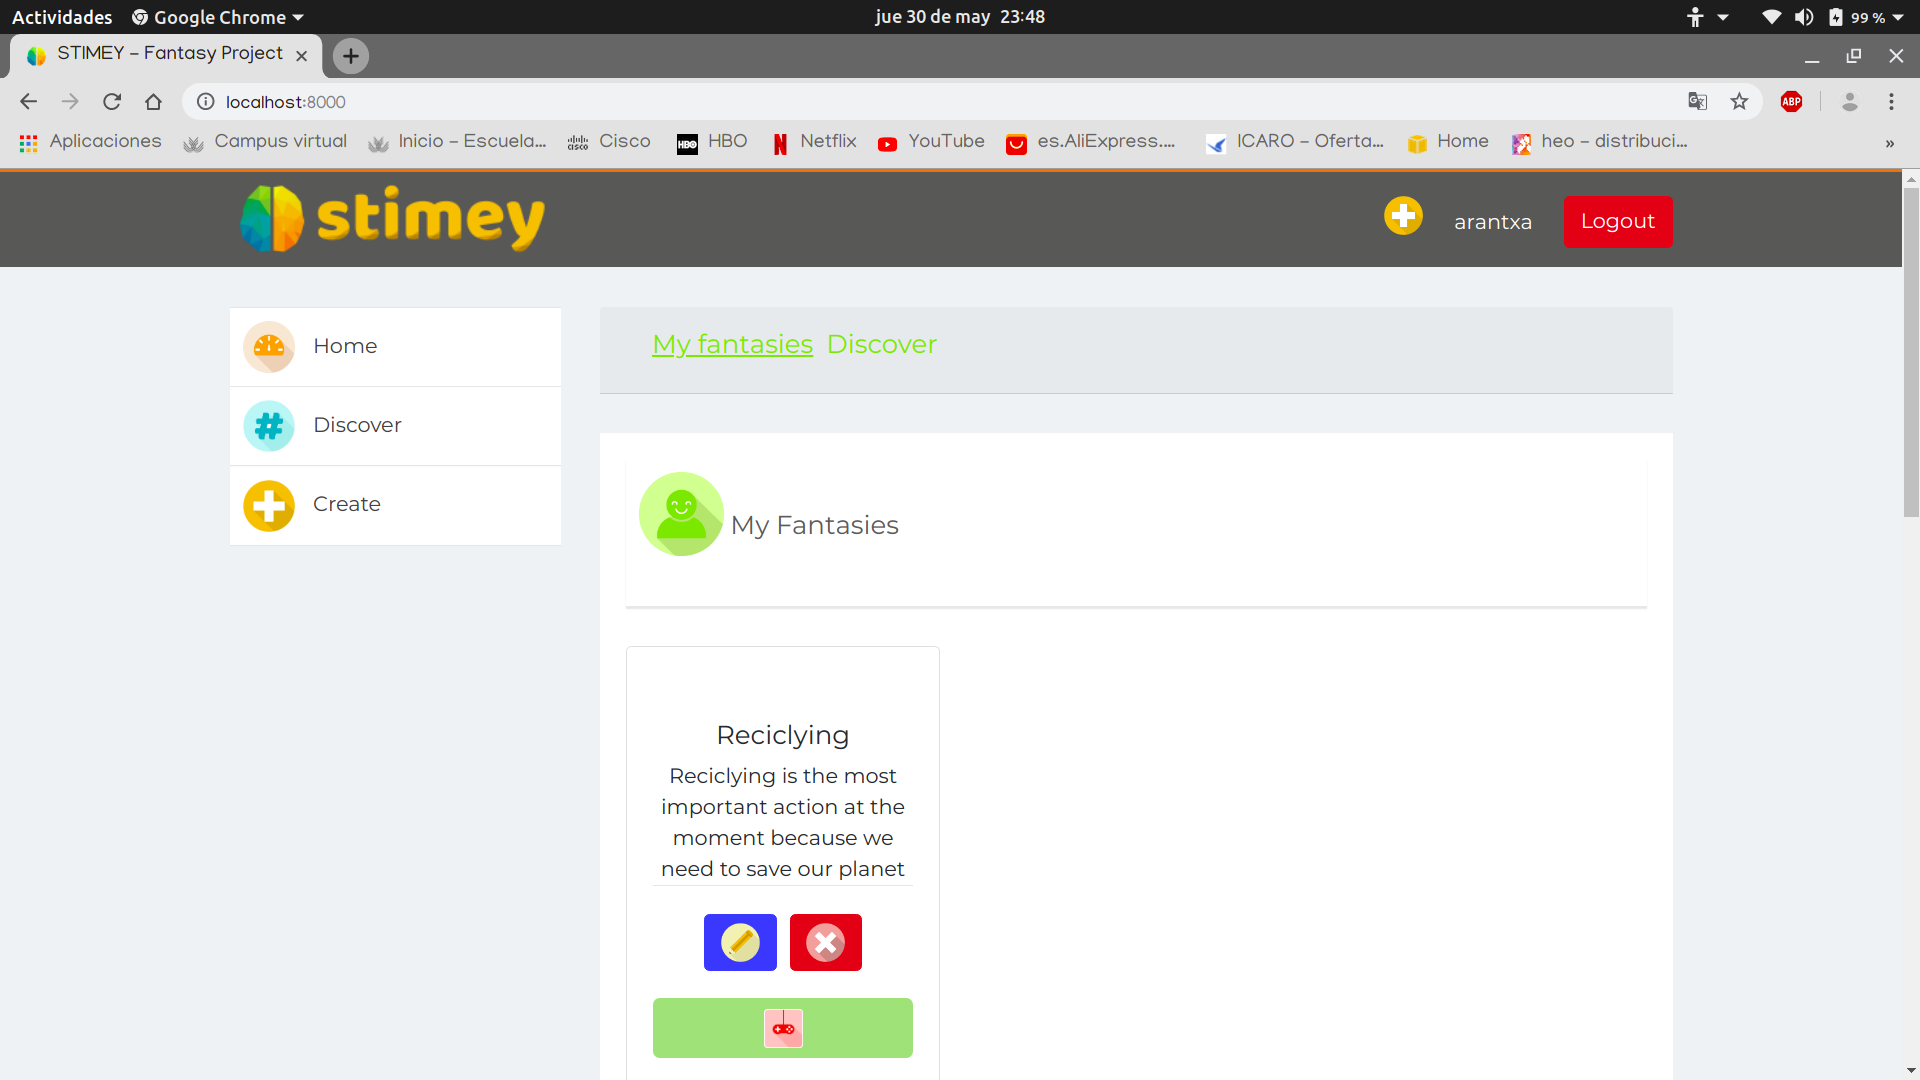 Actividades Google Chrome jue 30 de may 23:48 99 %
STIMEY – Fantasy Project
localhost:8000 ABP
Aplicaciones Campus virtual Inicio – Escuela... Cisco HBO HBO Netflix YouTube es.AliExpress.... ICARO – Oferta... Home heo – distribuci... »
stimey arantxa Logout
Home
Discover
Create
My fantasies Discover
My Fantasies
Reciclying
Reciclying is the most
important action at the
moment because we
need to save our planet